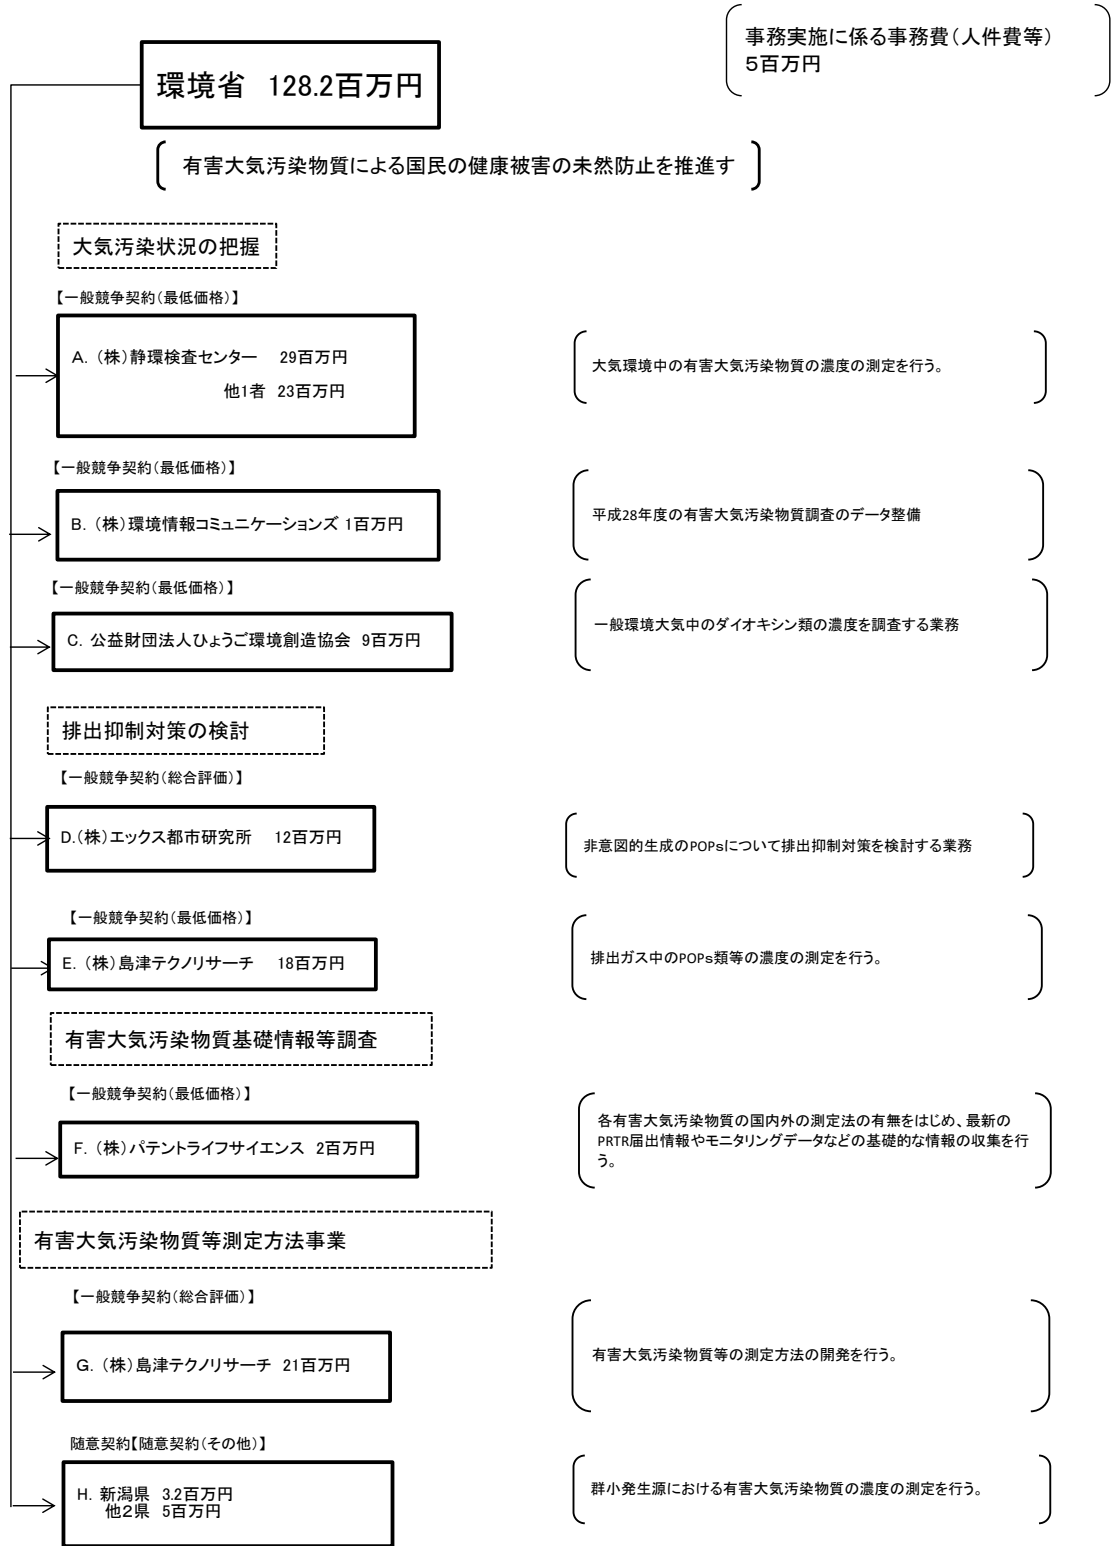 事務実施に係る事務費（人件費等）
５百万円
環境省　128.2百万円
有害大気汚染物質による国民の健康被害の未然防止を推進す
大気汚染状況の把握
【一般競争契約（最低価格）】
A. （株）静環検査センター　29百万円
他1者　23百万円
大気環境中の有害大気汚染物質の濃度の測定を行う。
【一般競争契約（最低価格）】
B. （株）環境情報コミュニケーションズ 1百万円
平成28年度の有害大気汚染物質調査のデータ整備
【一般競争契約（最低価格）】
C. 公益財団法人ひょうご環境創造協会 9百万円
一般環境大気中のダイオキシン類の濃度を調査する業務
排出抑制対策の検討
【一般競争契約（総合評価）】
D.（株）エックス都市研究所　12百万円
非意図的生成のPOPsについて排出抑制対策を検討する業務
【一般競争契約（最低価格）】
E. （株）島津テクノリサーチ　18百万円
排出ガス中のPOPs類等の濃度の測定を行う。
有害大気汚染物質基礎情報等調査
【一般競争契約（最低価格）】
F. （株）パテントライフサイエンス 2百万円
各有害大気汚染物質の国内外の測定法の有無をはじめ、最新の
PRTR届出情報やモニタリングデータなどの基礎的な情報の収集を行
う。
有害大気汚染物質等測定方法事業
【一般競争契約（総合評価）】
G. （株）島津テクノリサーチ 21百万円
有害大気汚染物質等の測定方法の開発を行う。
随意契約【随意契約（その他）】
H. 新潟県　3.2百万円
他２県　5百万円
群小発生源における有害大気汚染物質の濃度の測定を行う。